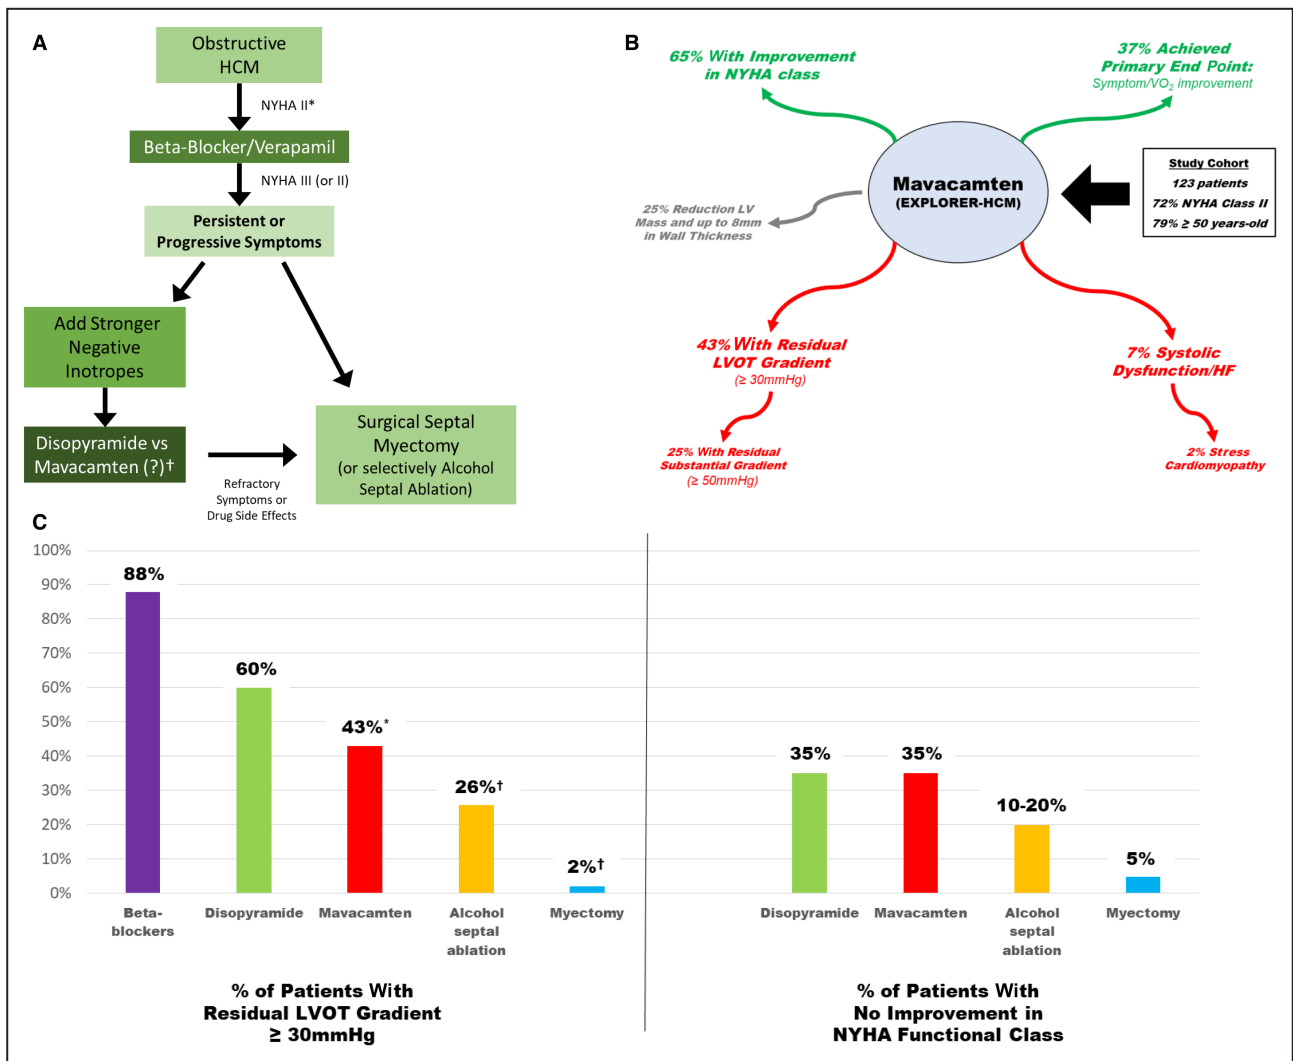 A
Obstructive
HCM
NYHA II*
Beta-Blocker/Verapamil
NYHA III (or II)
Persistent or
Progressive Symptoms
Add Stronger
Negative
Inotropes
Disopyramide vs
Mavacamten (?)†
Refractory
Symptoms or
Drug Side Effects
Surgical Septal
Myectomy
(or selectively Alcohol
Septal Ablation)
B
65% With Improvement
in NYHA class
37% Achieved
Primary End Point:
Symptom/VO₂ improvement
Mavacamten
(EXPLORER-HCM)
Study Cohort
123 patients
72% NYHA Class II
79% ≥ 50 years-old
25% Reduction LV
Mass and up to 8mm
in Wall Thickness
43% With Residual
LVOT Gradient
(≥ 30mmHg)
25% With Residual
Substantial Gradient
(≥ 50mmHg)
7% Systolic
Dysfunction/HF
2% Stress
Cardiomyopathy
C
100%
90%
80%
70%
60%
50%
40%
30%
20%
10%
0%
88%
60%
43%*
26%†
2%†
Beta-
blockers
Disopyramide
Mavacamten
Alcohol
septal
ablation
Myectomy
% of Patients With
Residual LVOT Gradient
≥ 30mmHg
35%
35%
10-20%
5%
Disopyramide
Mavacamten
Alcohol
septal
ablation
Myectomy
% of Patients With
No Improvement in
NYHA Functional Class